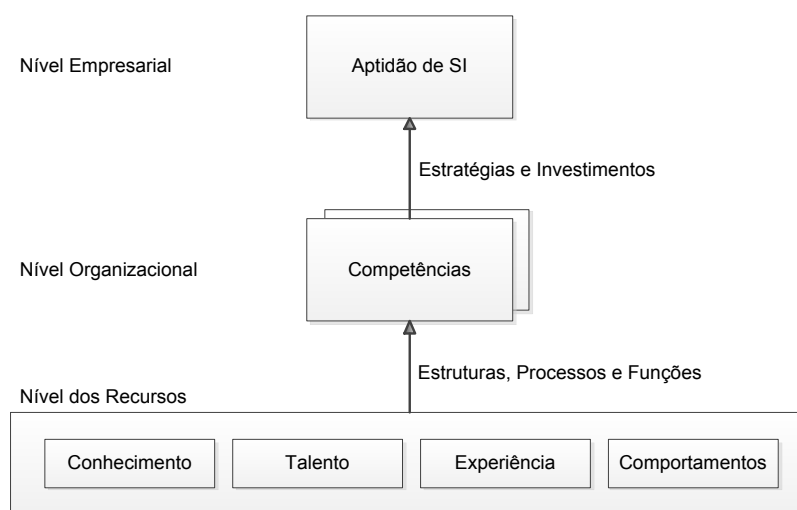 Nível Empresarial
Aptidão de SI
Estratégias e Investimentos
Nível Organizacional
Competências
Estruturas, Processos e Funções
Nível dos Recursos
Conhecimento
Talento
Experiência
Comportamentos